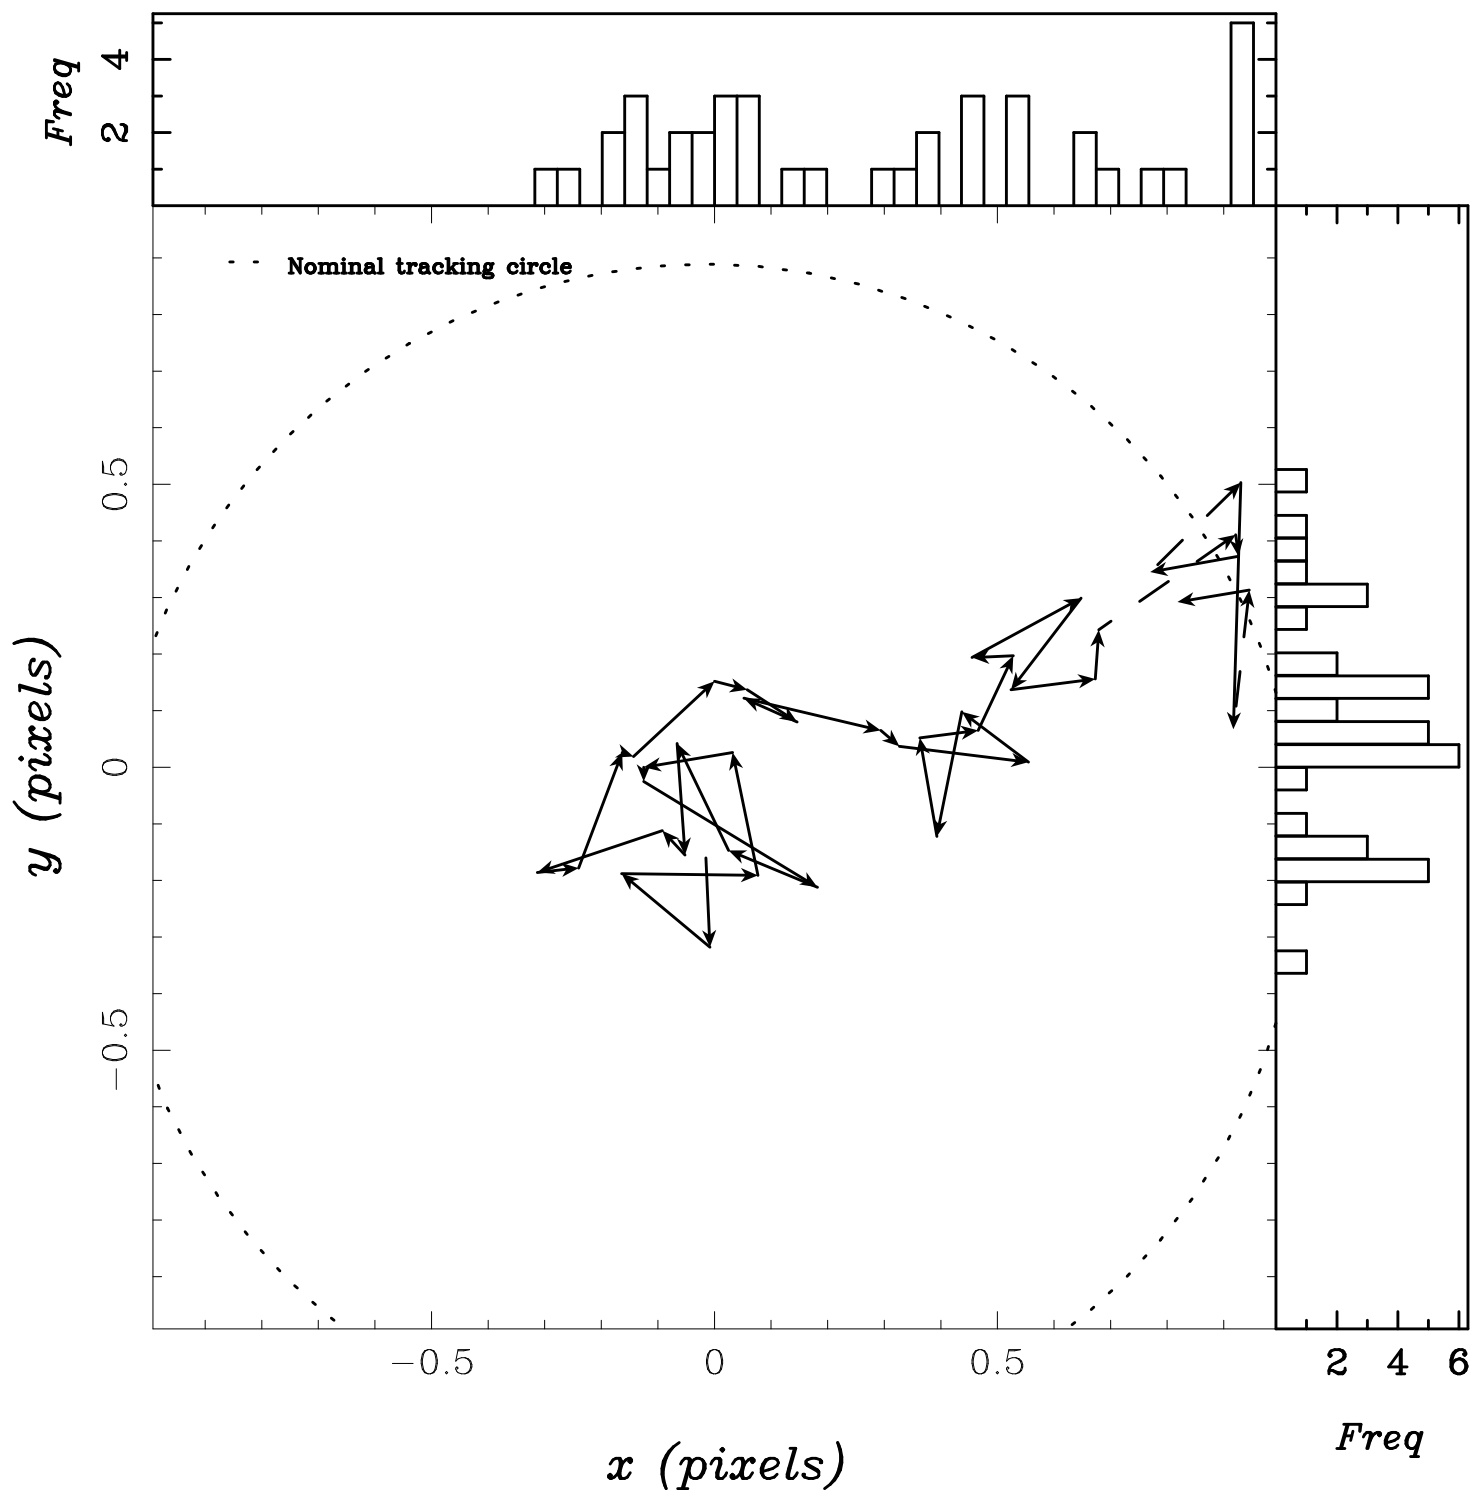 Freq
4
2
Nominal tracking circle
y (pixels)
0.5
0
−0.5
−0.5 0 0.5
2 4 6
Freq
x (pixels)